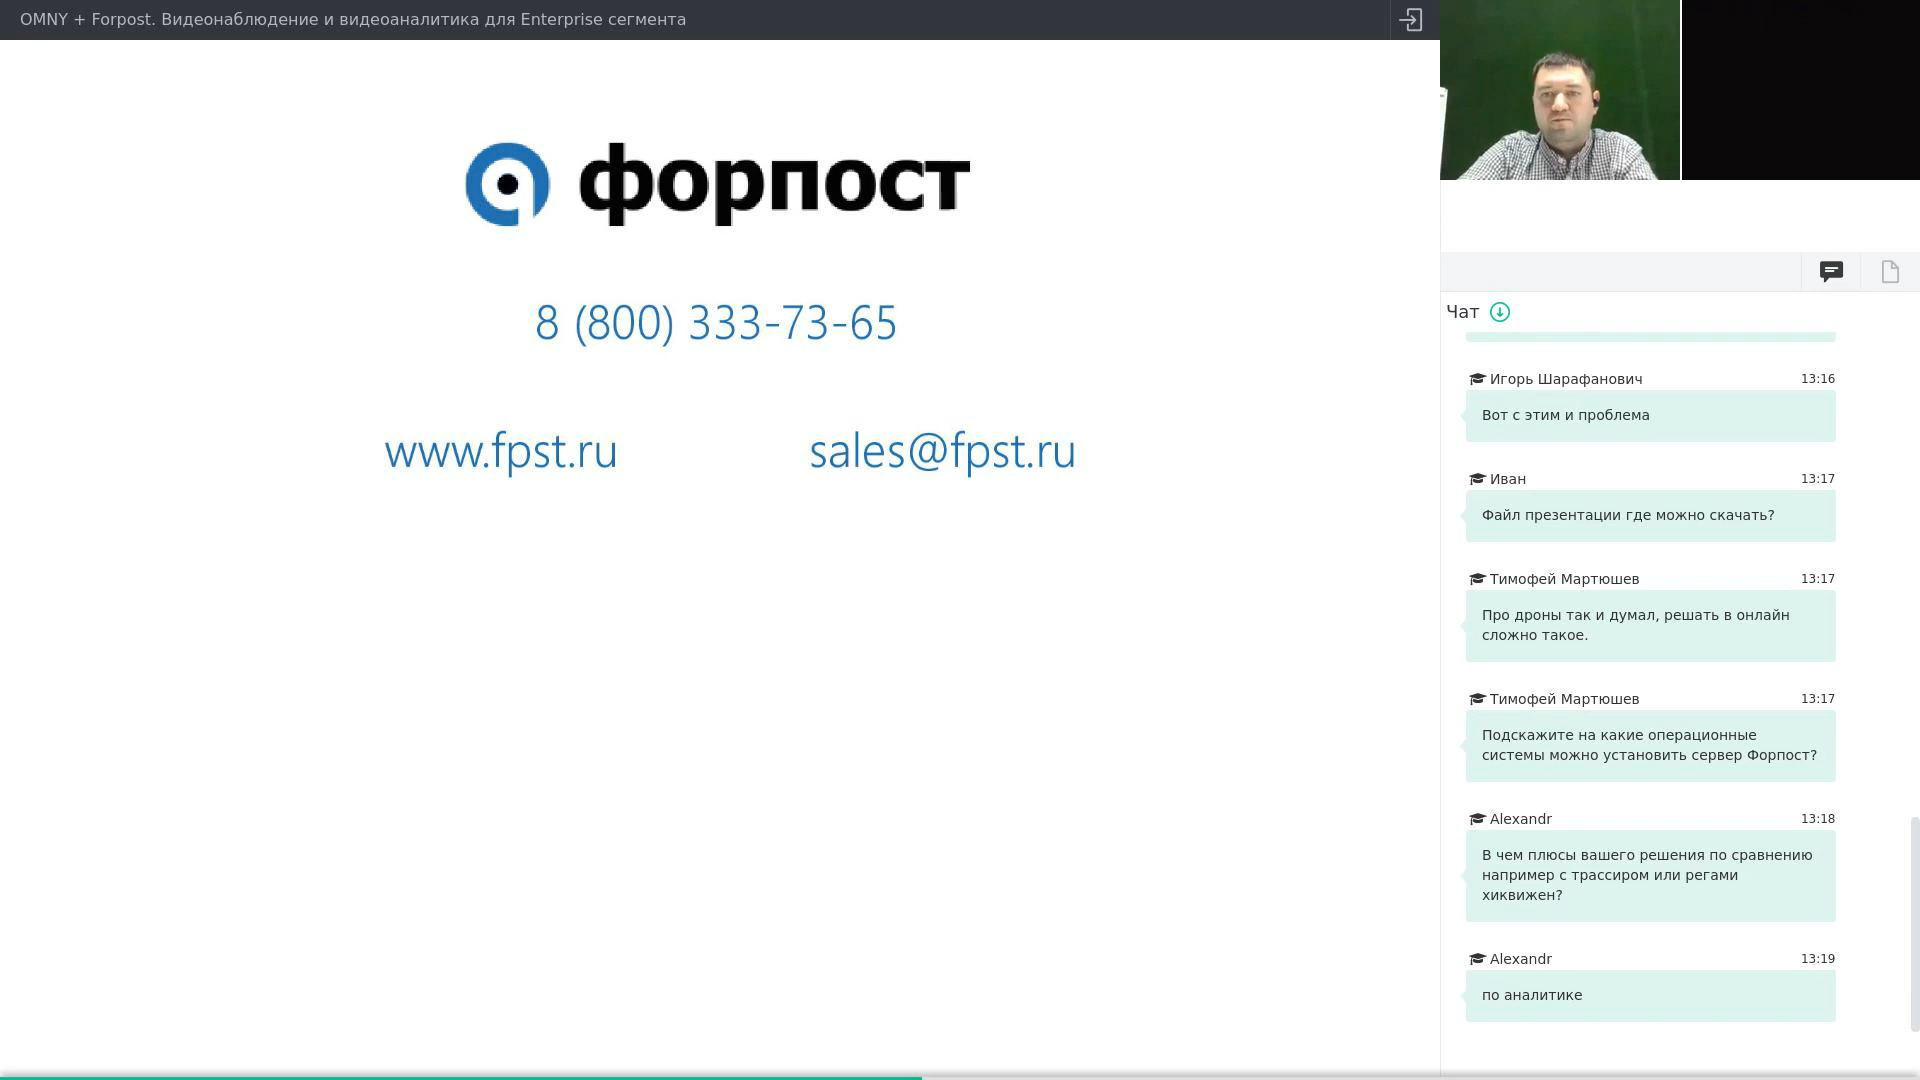 OMNY + Forpost. Видеонаблюдение и видеоаналитика для Enterprise сегмента
форпост
8 (800) 333-73-65
www.fpst.ru
sales@fpst.ru
Чат
Игорь Шарафанович 13:16
Вот с этим и проблема
Иван 13:17
Файл презентации где можно скачать?
Тимофей Мартюшев 13:17
Про дроны так и думал, решать в онлайн
сложно такое.
Тимофей Мартюшев 13:17
Подскажите на какие операционные
системы можно установить сервер Форпост?
Alexandr 13:18
В чем плюсы вашего решения по сравнению
например с трассиром или регами
хиквижен?
Alexandr 13:19
по аналитике